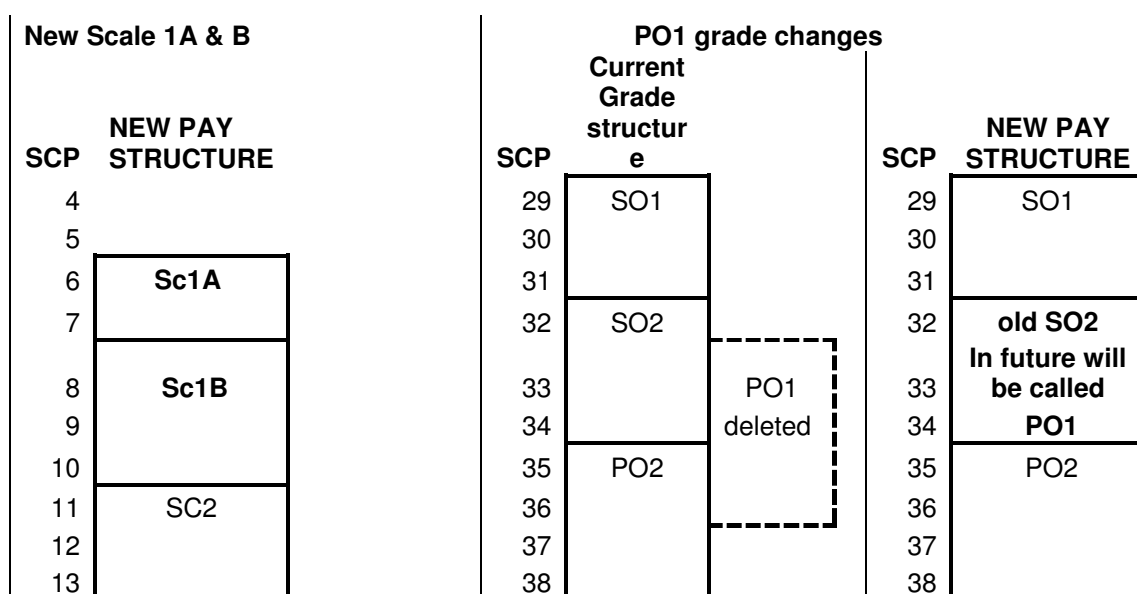 New Scale 1A & B
NEW PAY
SCP STRUCTURE
4
5
6 Sc1A
7
8 Sc1B
9
10
11 SC2
12
13
PO1 grade changes
Current
Grade
structur
SCP e
29 SO1
30
31
32 SO2
33 PO1
34 deleted
35 PO2
36
37
38
NEW PAY
SCP STRUCTURE
29 SO1
30
31
32 old SO2
In future will
33 be called
34 PO1
35 PO2
36
37
38